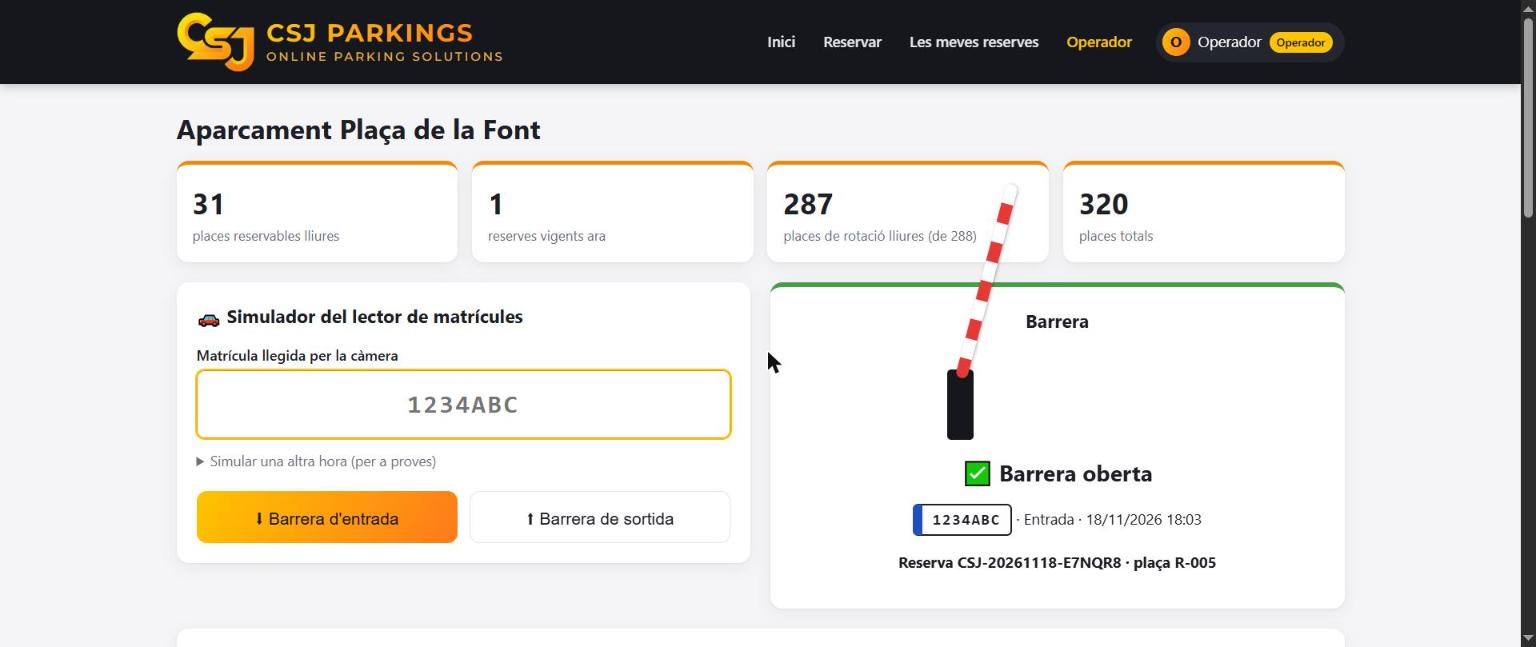 CSJ CSJ PARKINGS
ONLINE PARKING SOLUTIONS
Inici Reservar Les meves reserves Operador O Operador Operador
Aparcament Plaça de la Font
31
places reservables lliures
1
reserves vigents ara
287
places de rotació lliures (de 288)
320
places totals
Simulador del lector de matrícules
Matrícula llegida per la càmera
1234ABC
▶ Simular una altra hora (per a proves)
⬇ Barrera d'entrada
⬆ Barrera de sortida
Barrera
✅ Barrera oberta
1234ABC · Entrada · 18/11/2026 18:03
Reserva CSJ-20261118-E7NQR8 · plaça R-005